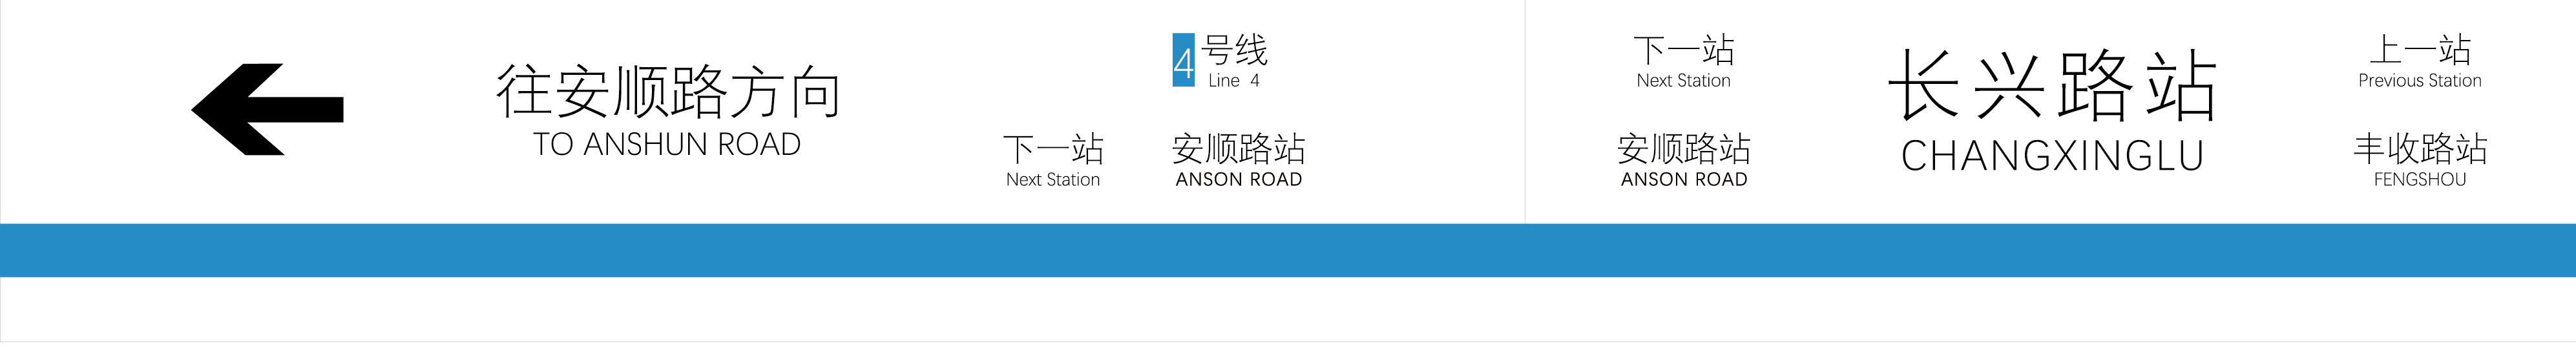 往安顺路方向
TO ANSHUN ROAD
4号线
Line 4
下一站
Next Station
安顺路站
ANSON ROAD
下一站
Next Station
安顺路站
ANSON ROAD
长兴路站
CHANGXINGLU
上一站
Previous Station
丰收路站
FENGSHOU